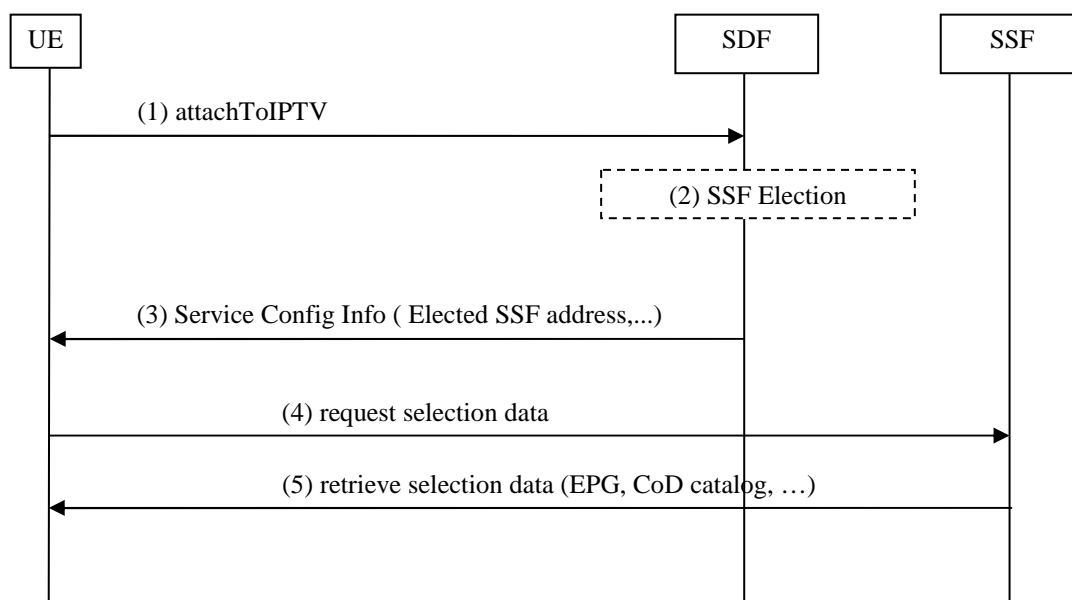 UE
SDF
SSF
(1) attachToIPTV
(2) SSF Election
(3) Service Config Info ( Elected SSF address,...)
(4) request selection data
(5) retrieve selection data (EPG, CoD catalog, …)